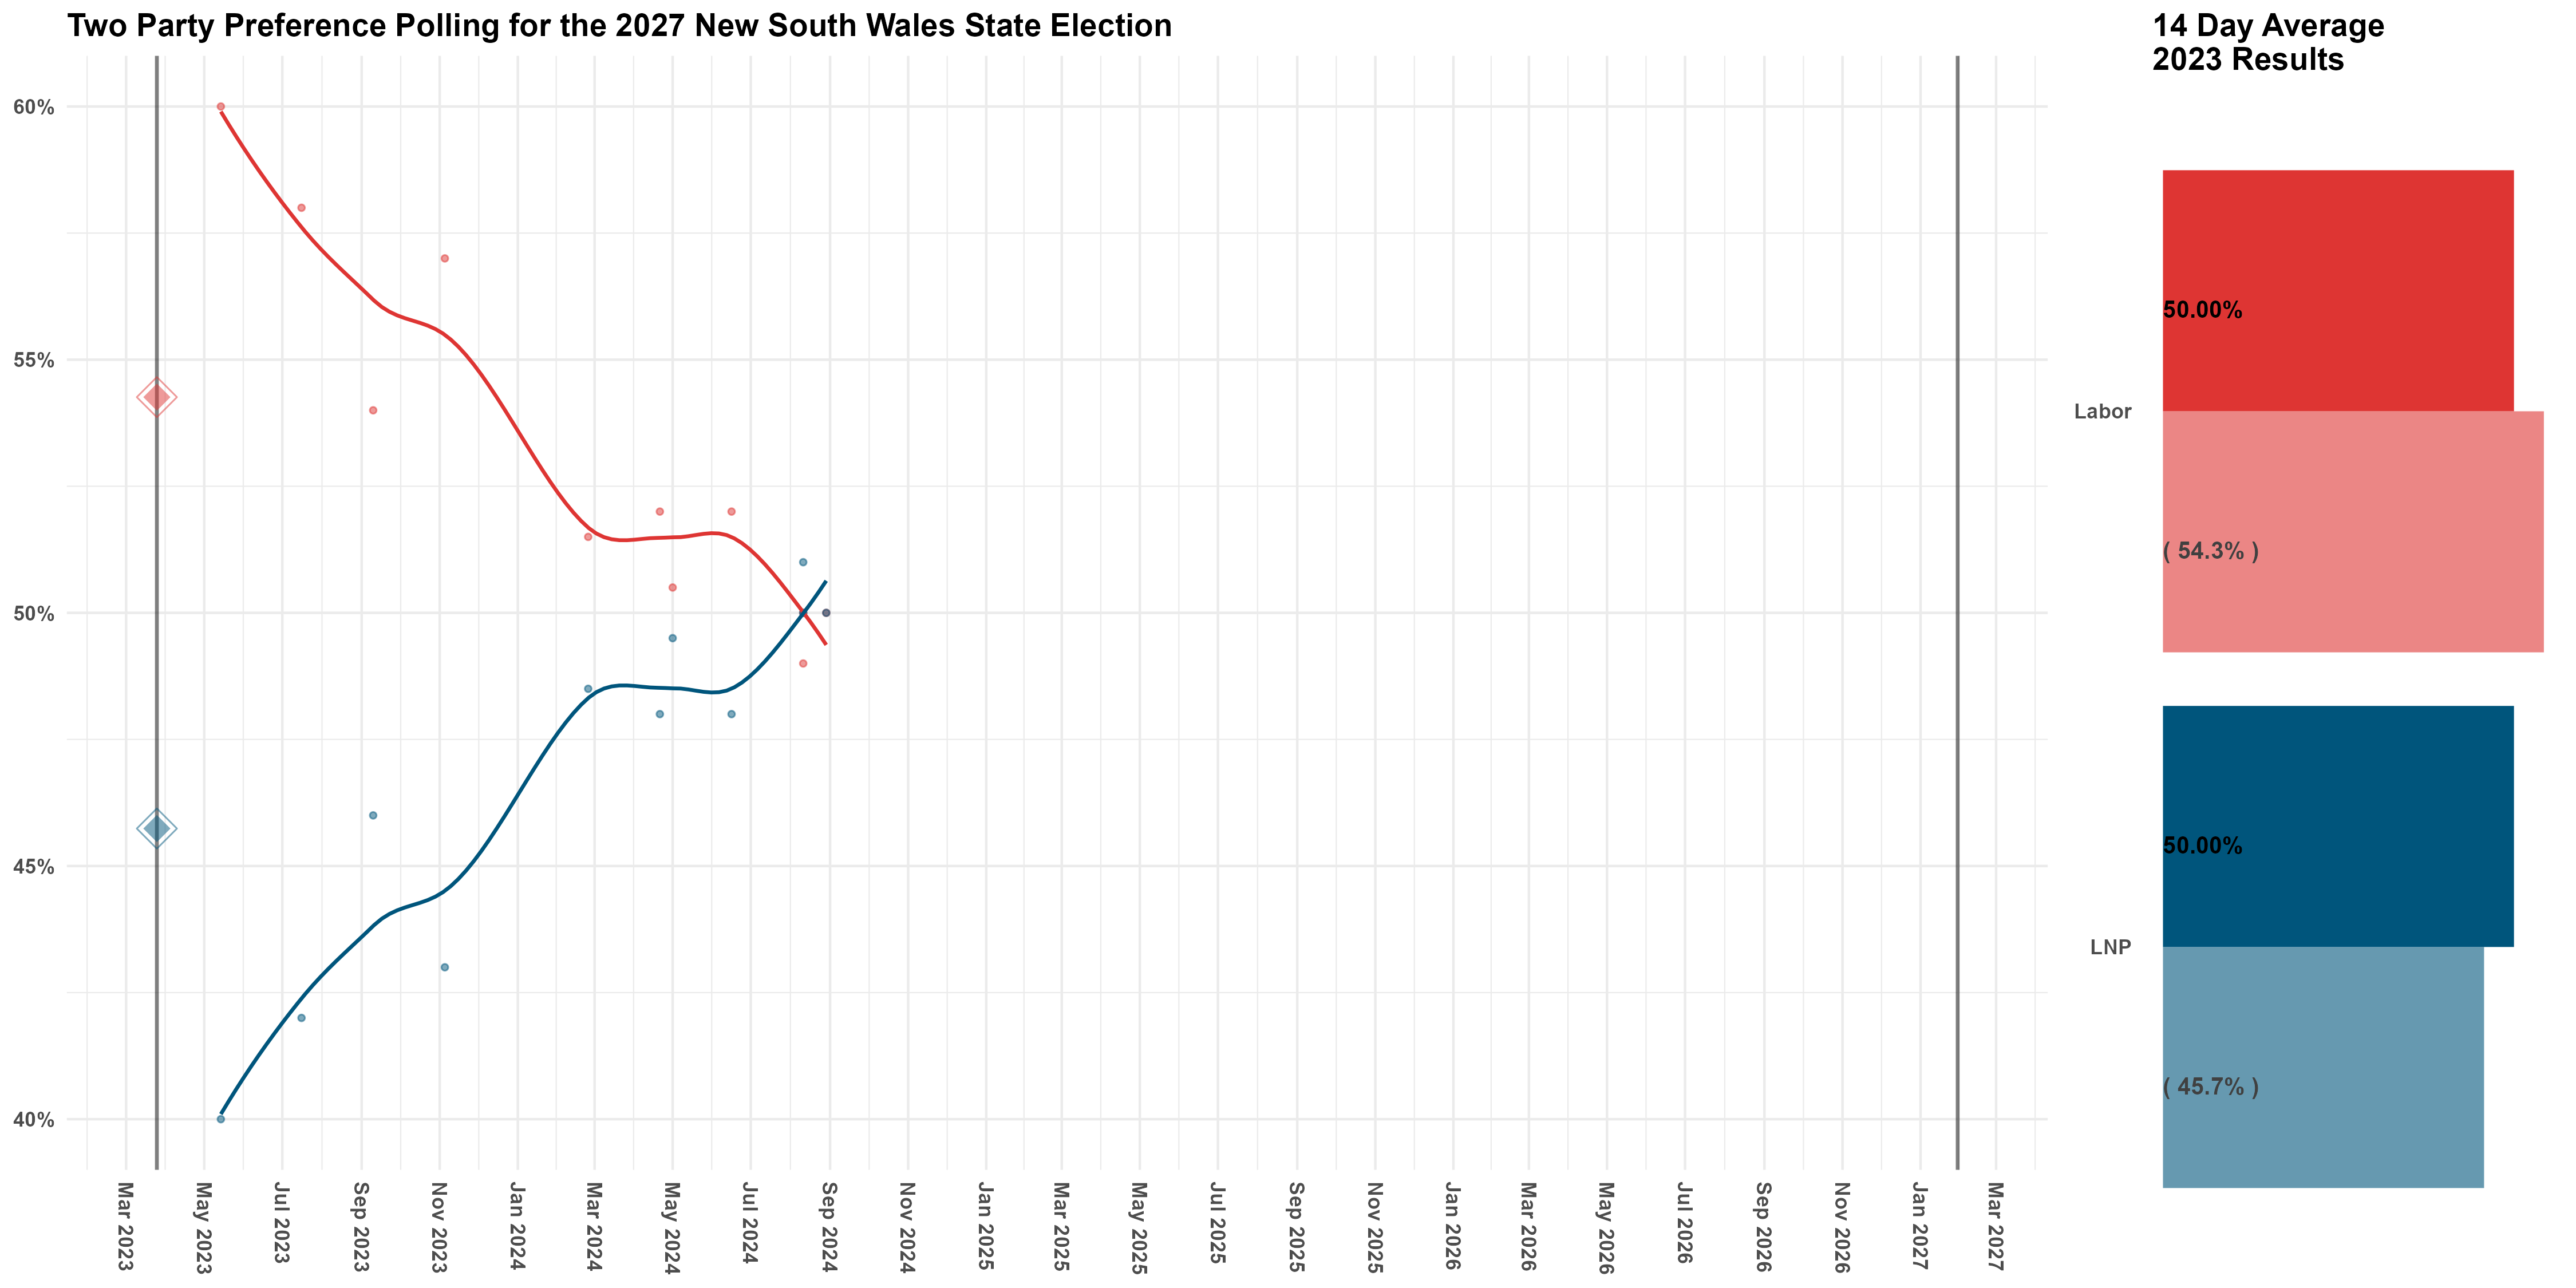 Two Party Preference Polling for the 2027 New South Wales State Election
60%
55%
50%
45%
40%
Mar 2023
May 2023
Jul 2023
Sep 2023
Nov 2023
Jan 2024
Mar 2024
May 2024
Jul 2024
Sep 2024
Nov 2024
Jan 2025
Mar 2025
May 2025
Jul 2025
Sep 2025
Nov 2025
Jan 2026
Mar 2026
May 2026
Jul 2026
Sep 2026
Nov 2026
Jan 2027
Mar 2027
14 Day Average
2023 Results
50.00%
Labor
( 54.3% )
50.00%
LNP
( 45.7% )